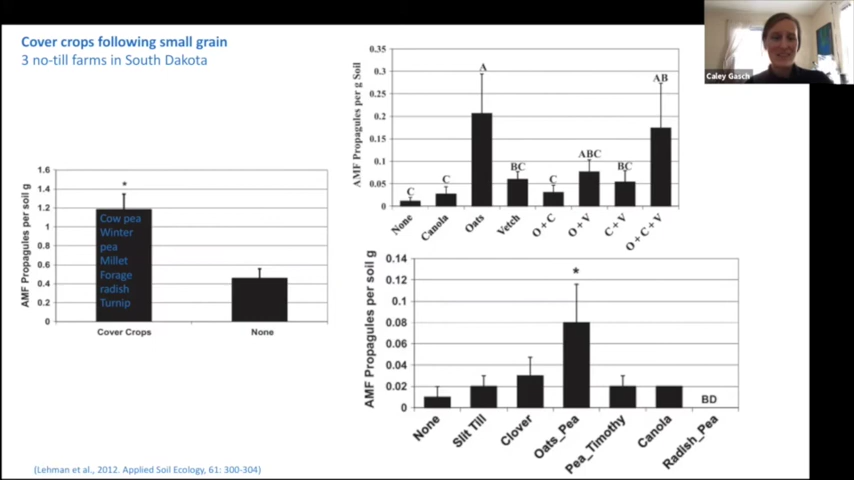 Cover crops following small grain
3 no-till farms in South Dakota
Caley Gasch
AMF Propagules per soil g
1.6
1.4
1.2
1
0.8
0.6
0.4
0.2
0
*
Cow pea
Winter
pea
Millet
Forage
radish
Turnip
Cover Crops
None
AMF Propagules per g Soil
0.35
0.3
0.25
0.2
0.15
0.1
0.05
0
C
C
A
BC
C
ABC
BC
AB
None
Canola
Oats
Vetch
O + C
O + V
C + V
O + C + V
AMF Propagules per soil g
0.14
0.12
0.1
0.08
0.06
0.04
0.02
0
*
BD
None
Slit Till
Clover
Oats_Pea
Pea_Timothy
Canola
Radish_Pea
(Lehman et al., 2012. Applied Soil Ecology, 61: 300-304)